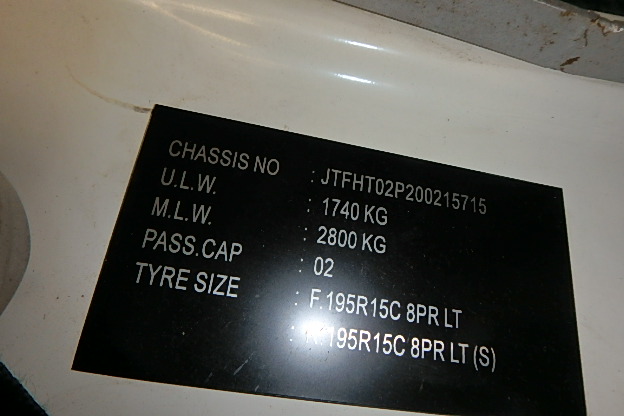 CHASSIS NO : JTFHT02P200215715
U.L.W. : 1740 KG
M.L.W. : 2800 KG
PASS.CAP : 02
TYRE SIZE : F.195R15C 8PR LT
: R.195R15C 8PR LT (S)